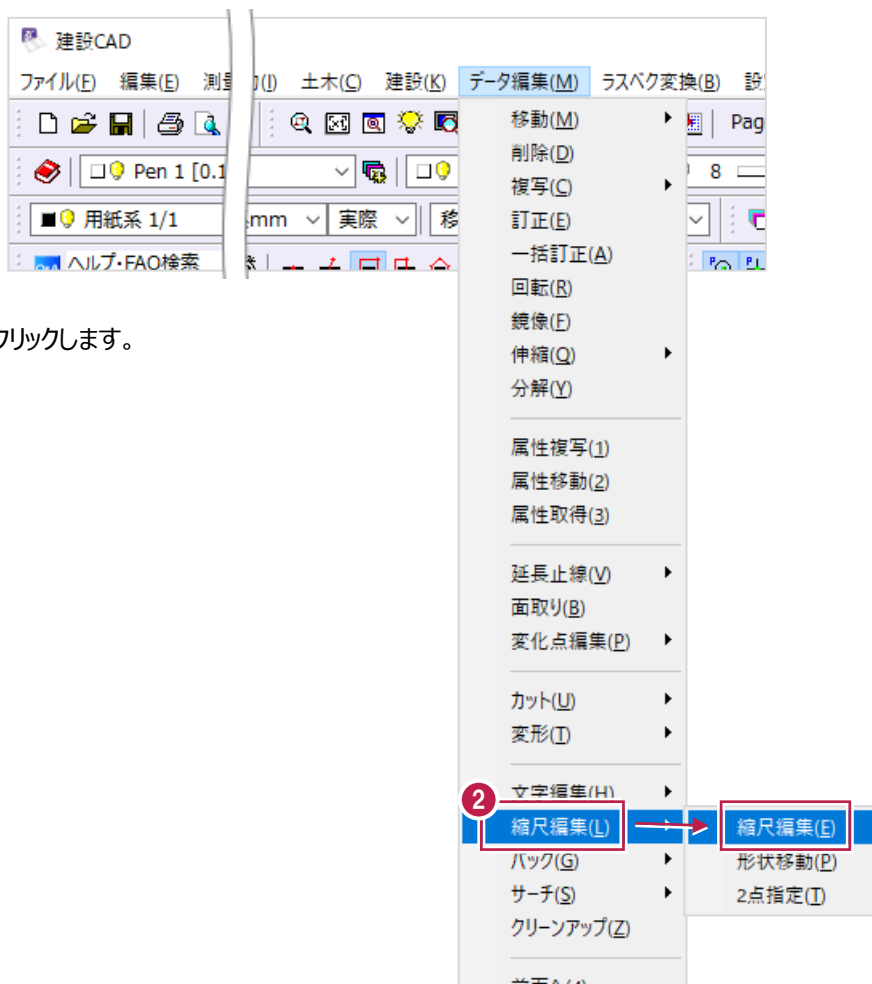 建設CAD
ファイル(F) 編集(E) 測量 (I) 土木(C) 建設(K) データ編集(M) ラスベク変換(B) 設
Pag
Pen 1 [0.1 8
用紙系 1/1 mm 実際 移
ヘルプ・FAQ検索
クリックします。
移動(M)
削除(D)
複写(C)
訂正(E)
一括訂正(A)
回転(R)
鏡像(F)
伸縮(Q)
分解(Y)
属性複写(1)
属性移動(2)
属性取得(3)
延長止線(V)
面取り(B)
変化点編集(P)
カット(U)
変形(T)
文字編集(H)
2
縮尺編集(L) 縮尺編集(E)
バック(G) 形状移動(P)
サーチ(S) 2点指定(T)
クリーンアップ(Z)